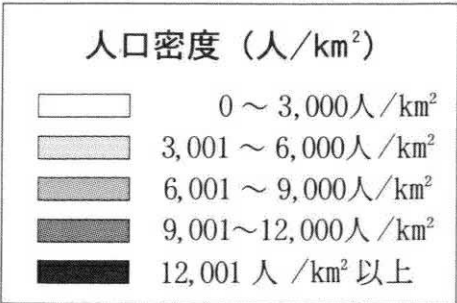 人口密度 (人/km²)
0 ~ 3,000人/km²
3,001 ~ 6,000人/km²
6,001 ~ 9,000人/km²
9,001~12,000人/km²
12,001 人 /km² 以上